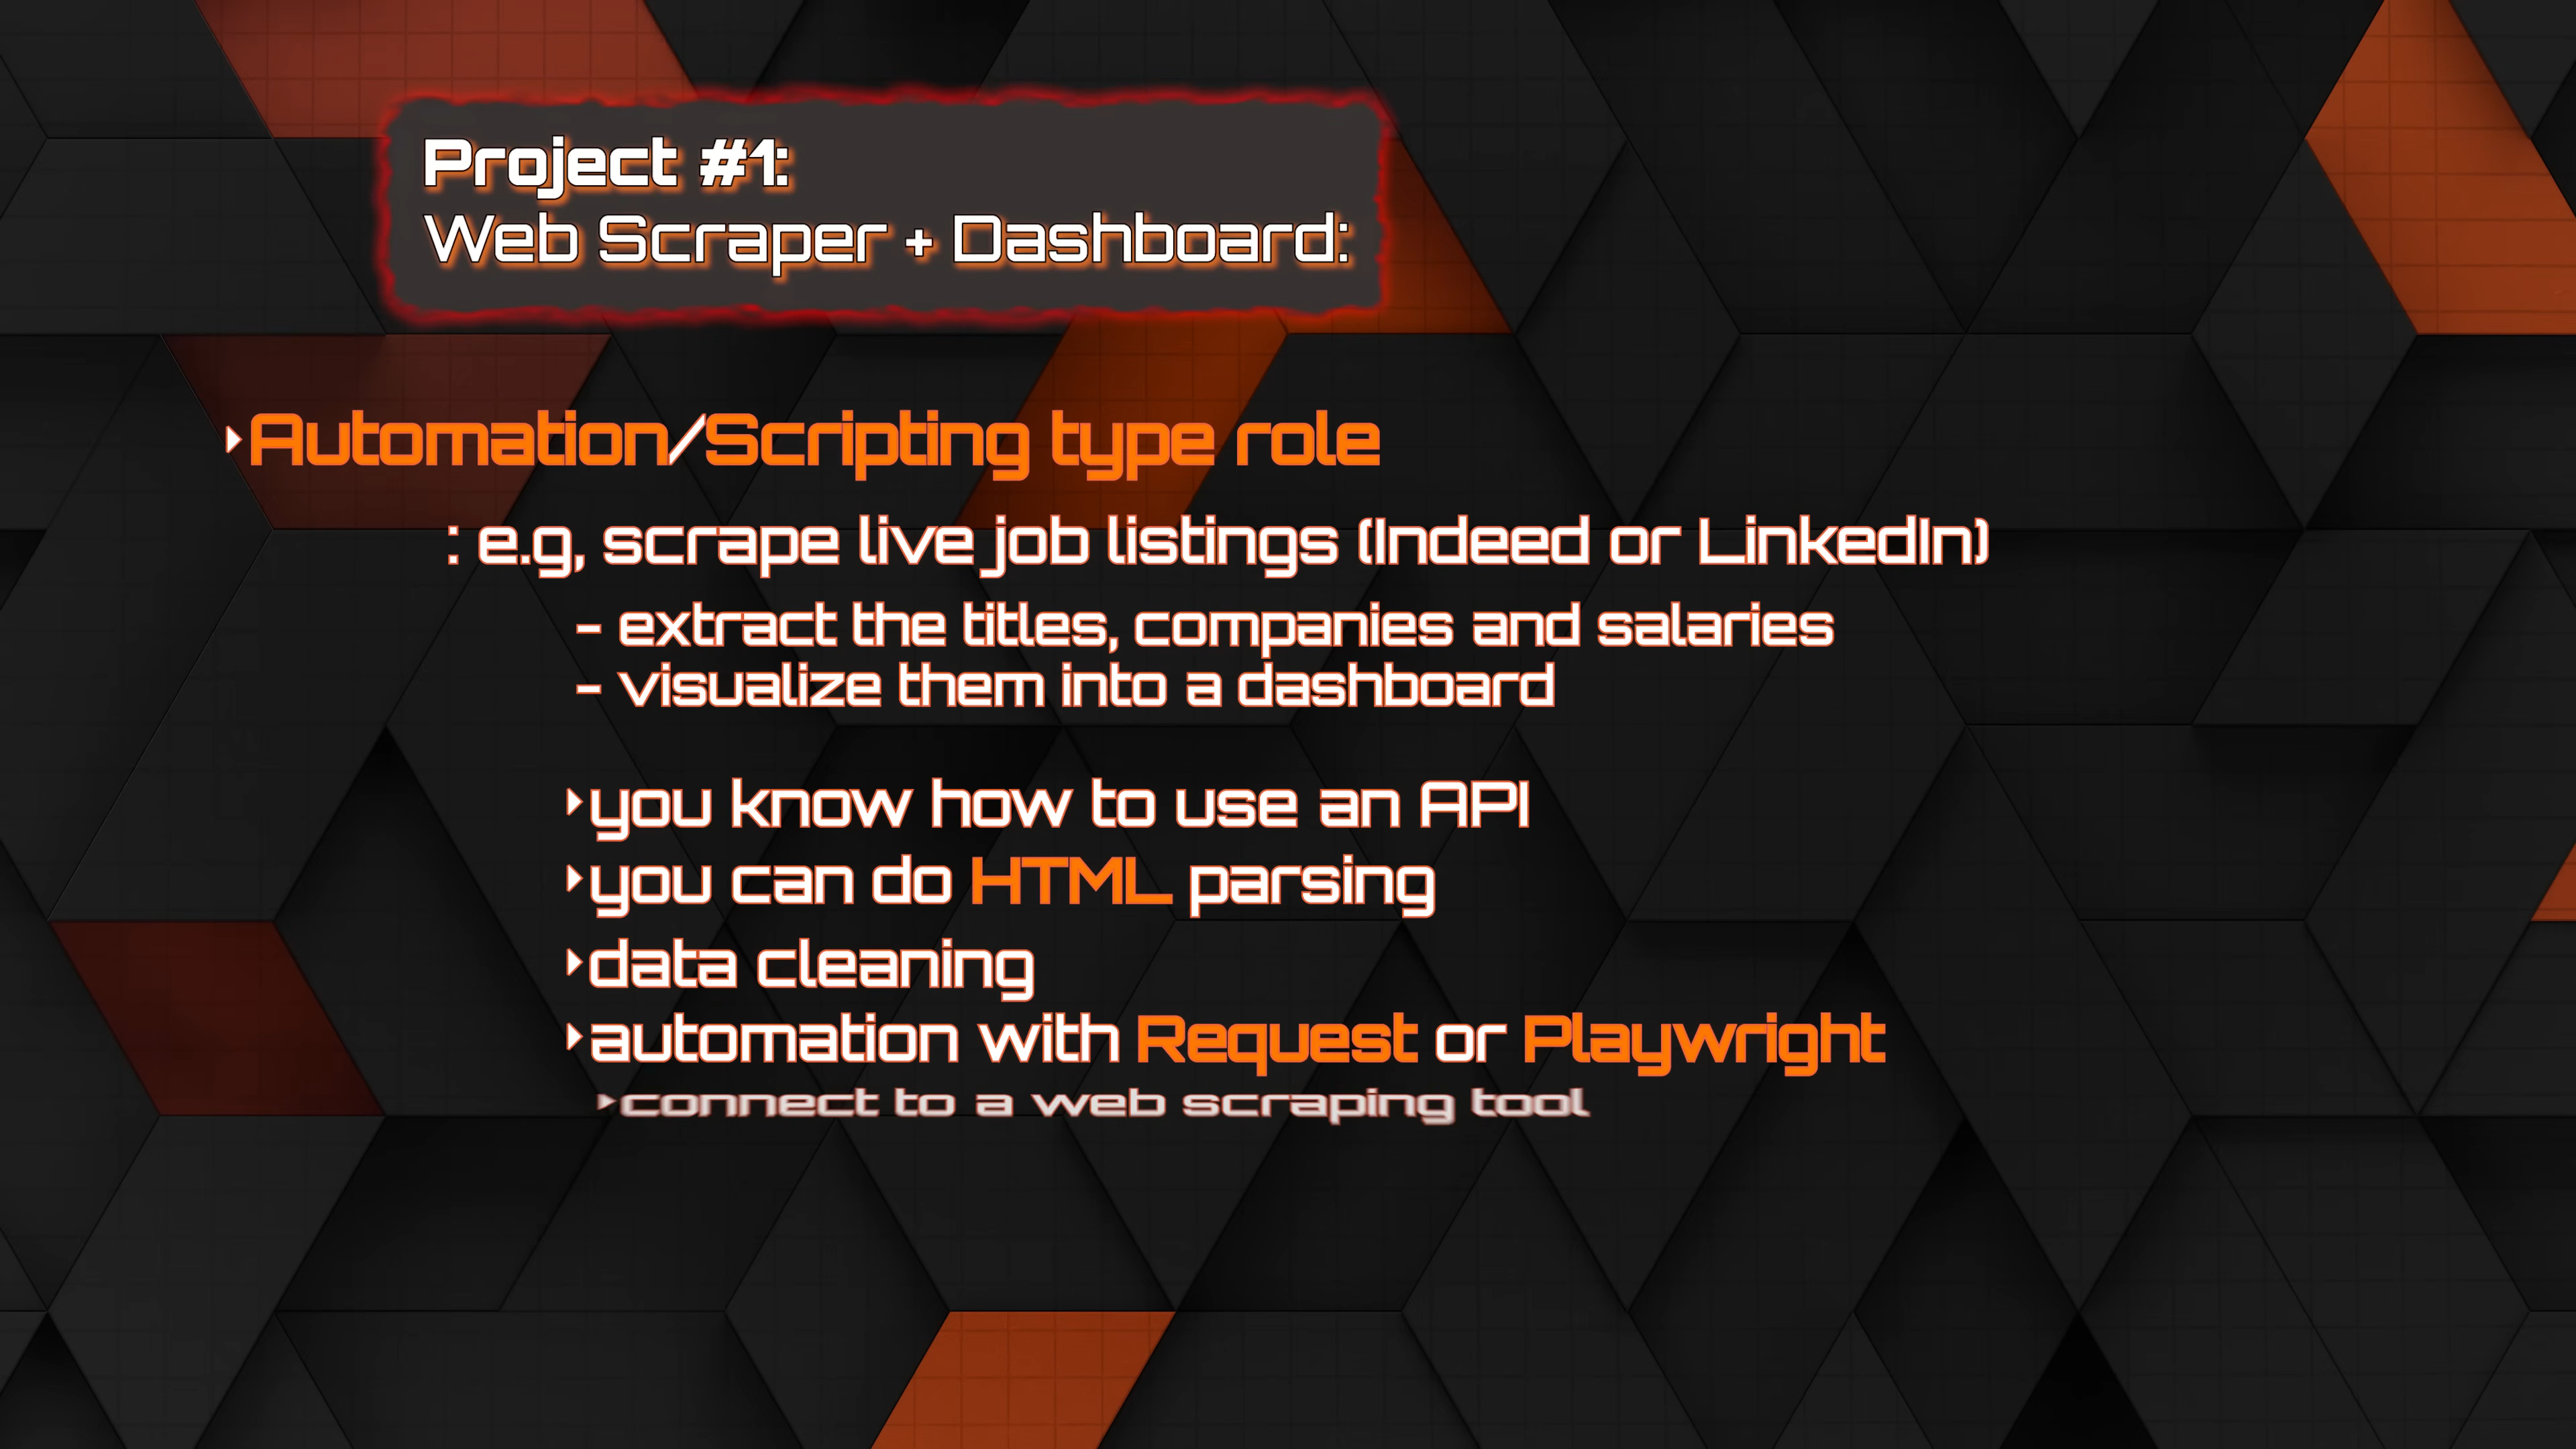 Project #1:
Web Scraper + Dashboard:
‣Automation/Scripting type role
: e.g, scrape live job listings (Indeed or LinkedIn)
- extract the titles, companies and salaries
- visualize them into a dashboard
‣you know how to use an API
‣you can do HTML parsing
‣data cleaning
‣automation with Request or Playwright
‣connect to a web scraping tool